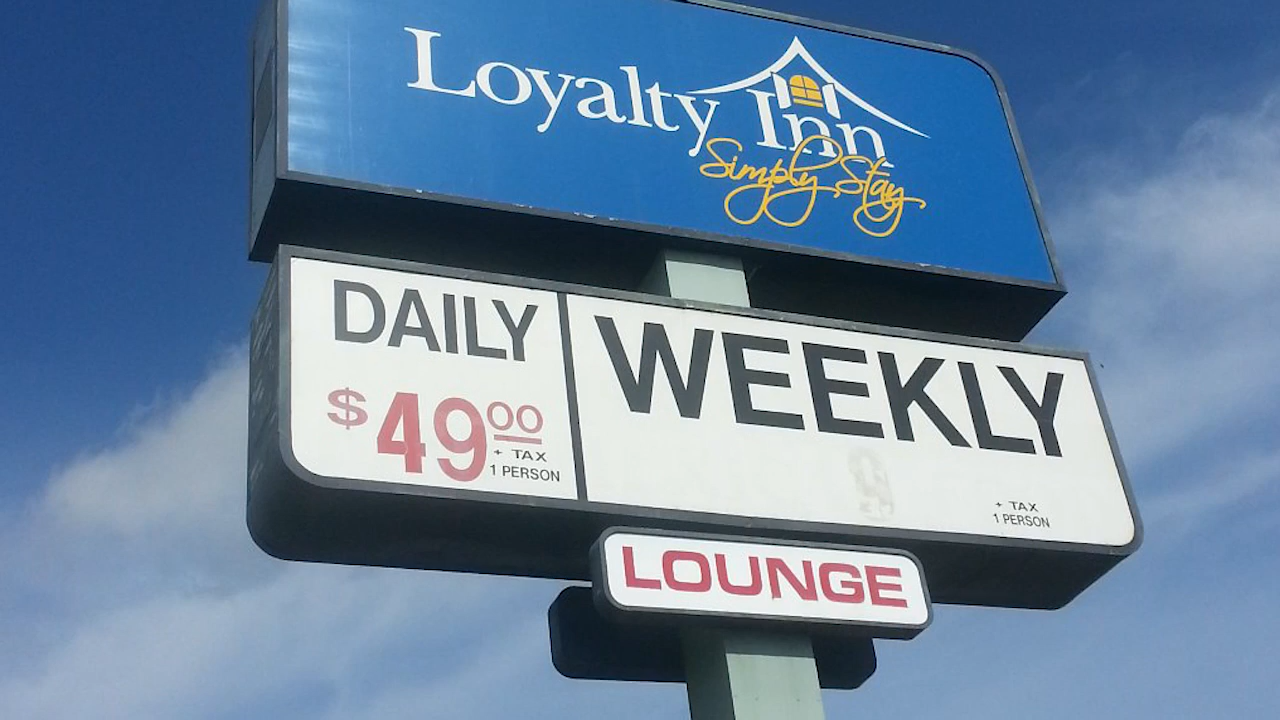 Loyalty Inn
Simply Stay
DAILY
$49 00
+ TAX
1 PERSON
WEEKLY
+ TAX
1 PERSON
LOUNGE